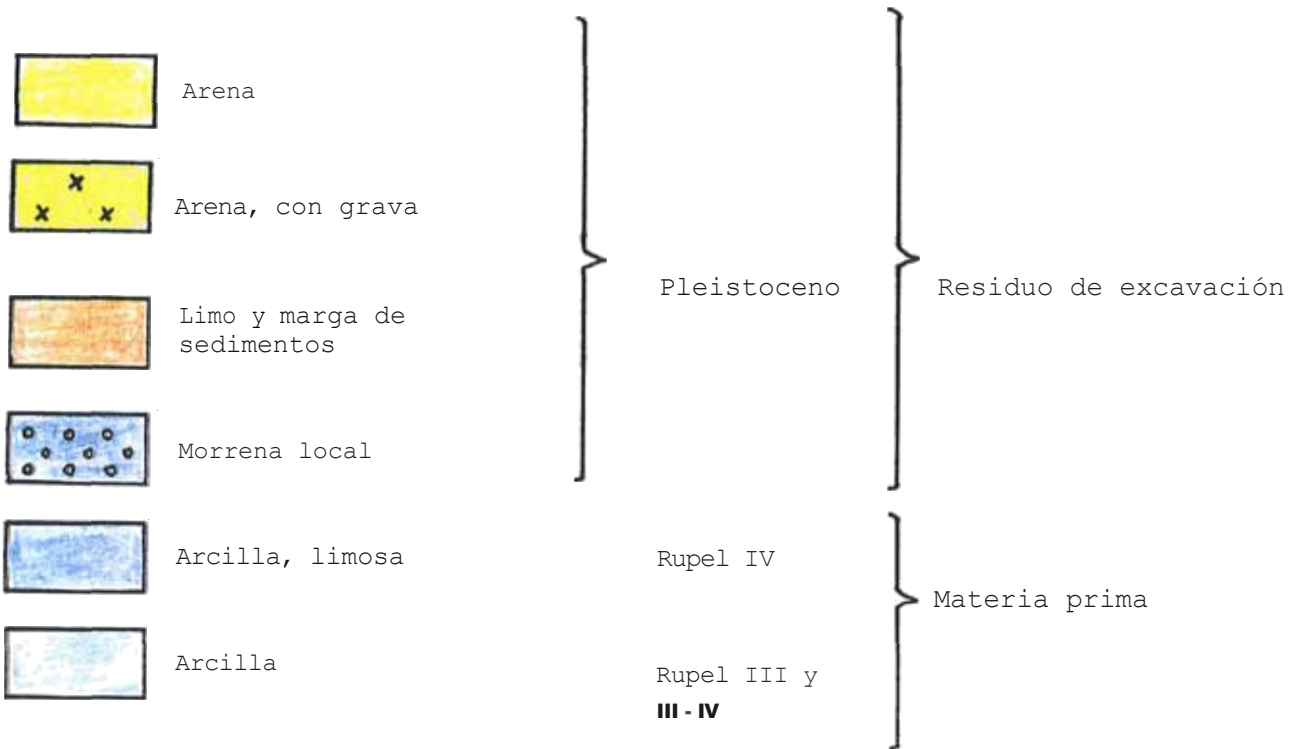 Arena
Arena, con grava
Limo y marga de
sedimentos
Morrena local
Pleistoceno
Residuo de excavación
Arcilla, limosa
Rupel IV
Materia prima
Arcilla
Rupel III y
III - IV